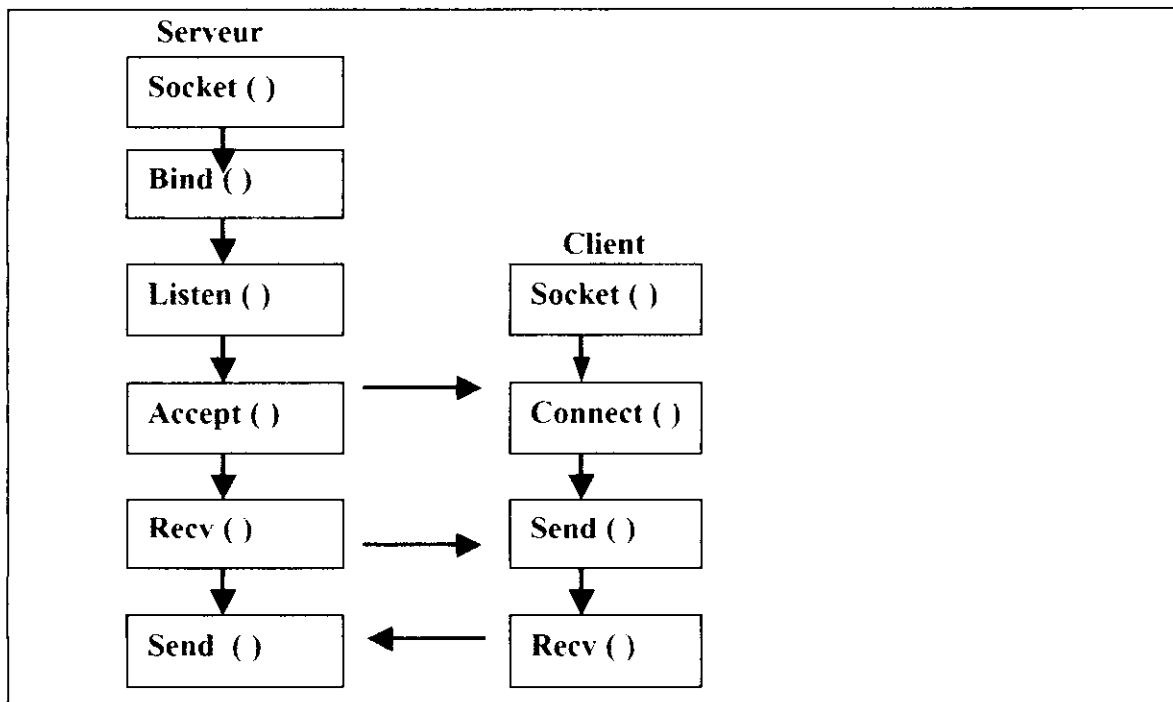 Serveur
Socket ( )
Bind ( )
Listen ( )
Accept ( )
Recv ( )
Send ( )
Client
Socket ( )
Connect ( )
Send ( )
Recv ( )